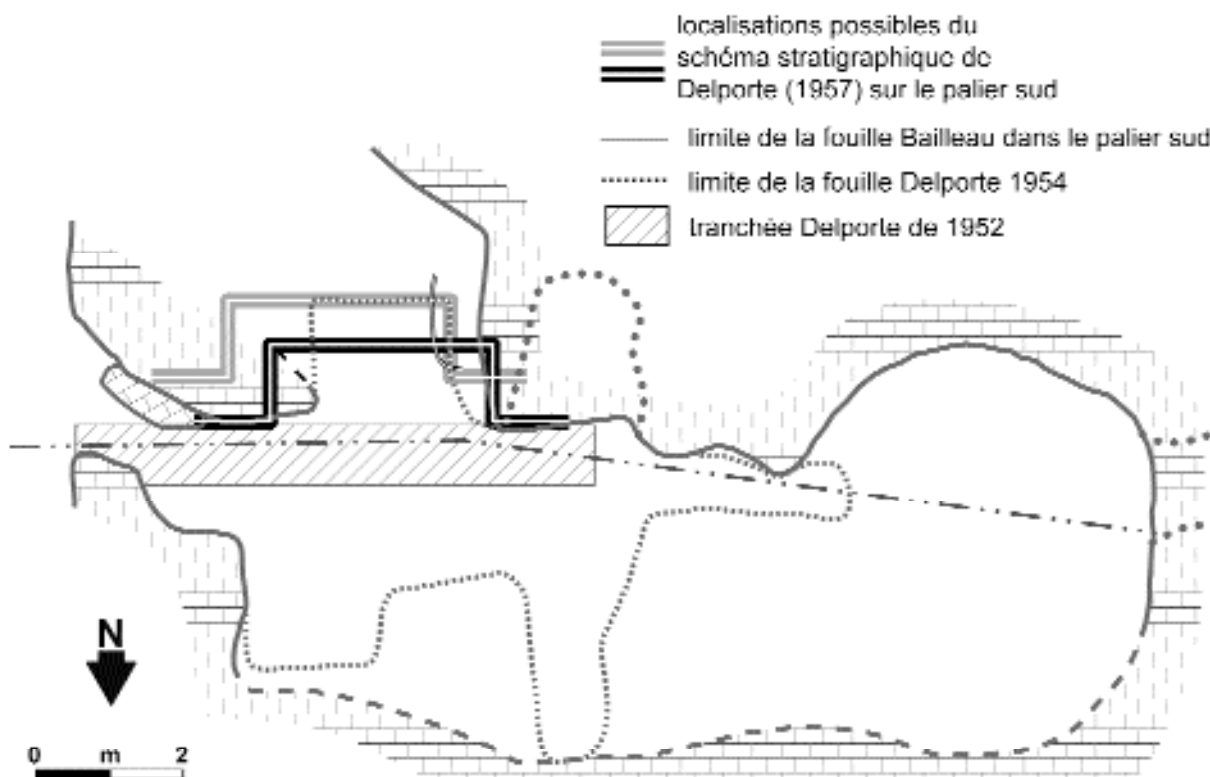 localisations possibles du
schéma stratigraphique de
Delporte (1957) sur le palier sud
limite de la fouille Bailleau dans le palier sud
limite de la fouille Delporte 1954
tranchée Delporte de 1952
N
0 m 2